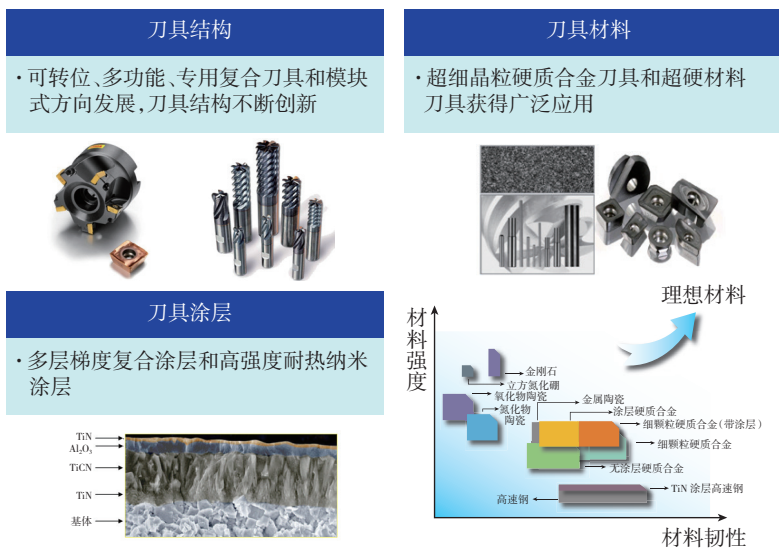 刀具结构
·可转位、多功能、专用复合刀具和模块
式方向发展,刀具结构不断创新
刀具材料
·超细晶粒硬质合金刀具和超硬材料
刀具获得广泛应用
刀具涂层
·多层梯度复合涂层和高强度耐热纳米
涂层
TiN
Al₂O₃
TiCN
TiN
基体
理想材料
材料强度
金刚石
立方氮化硼
氧化物陶瓷
氮化物
陶瓷
金属陶瓷
涂层硬质合金
细颗粒硬质合金(带涂层)
细颗粒硬质合金
无涂层硬质合金
TiN 涂层高速钢
高速钢
材料韧性